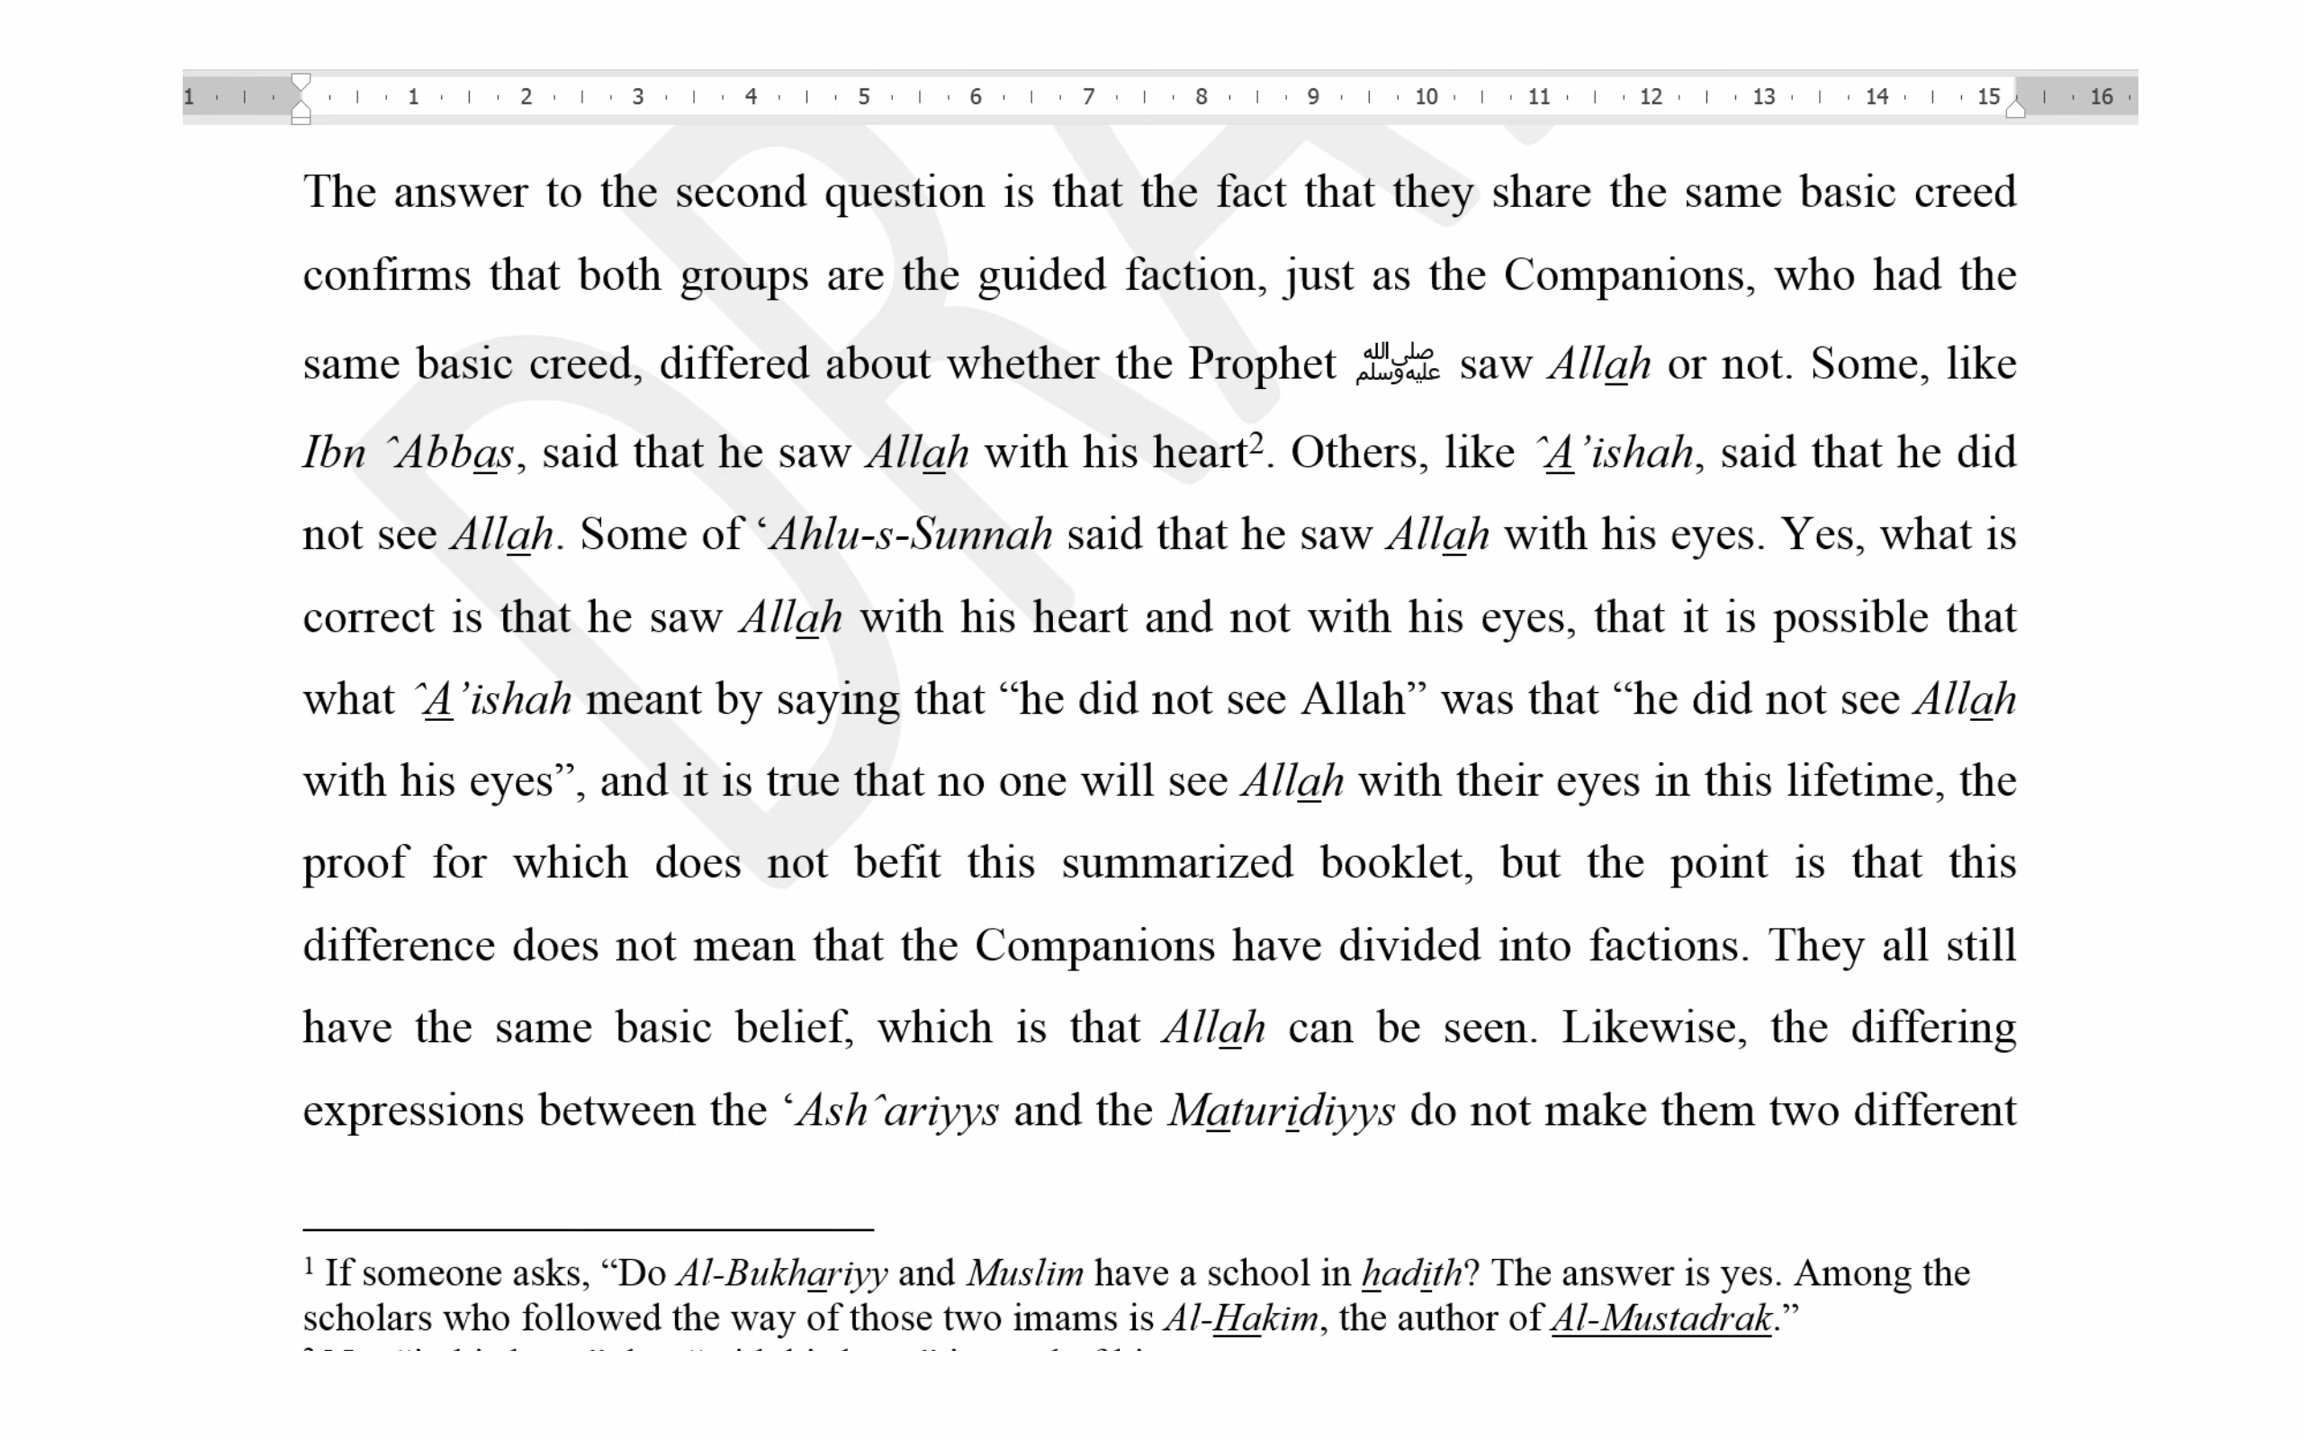 1 1 2 3 4 5 6 7 8 9 10 11 12 13 14 15 16
The answer to the second question is that the fact that they share the same basic creed
confirms that both groups are the guided faction, just as the Companions, who had the
same basic creed, differed about whether the Prophet صلى الله عليه وسلم saw Allah or not. Some, like
Ibn ˆAbbas, said that he saw Allah with his heart². Others, like ˆA’ishah, said that he did
not see Allah. Some of ‘Ahlu-s-Sunnah said that he saw Allah with his eyes. Yes, what is
correct is that he saw Allah with his heart and not with his eyes, that it is possible that
what ˆA’ishah meant by saying that “he did not see Allah” was that “he did not see Allah
with his eyes”, and it is true that no one will see Allah with their eyes in this lifetime, the
proof for which does not befit this summarized booklet, but the point is that this
difference does not mean that the Companions have divided into factions. They all still
have the same basic belief, which is that Allah can be seen. Likewise, the differing
expressions between the ‘Ashˆariyys and the Maturidiyys do not make them two different
¹ If someone asks, “Do Al-Bukhariyy and Muslim have a school in hadith? The answer is yes. Among the
scholars who followed the way of those two imams is Al-Hakim, the author of Al-Mustadrak.”